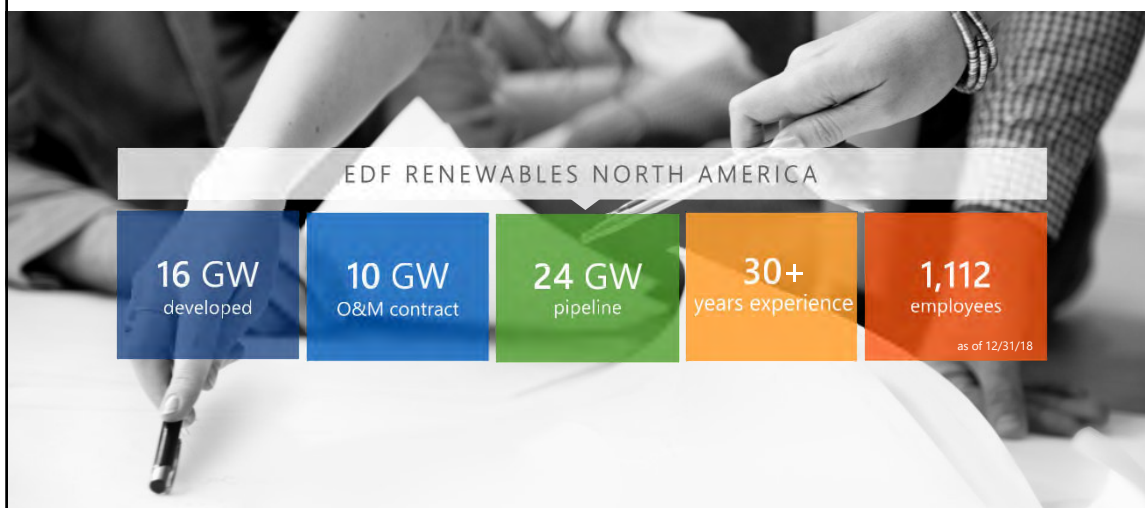 EDF RENEWABLES NORTH AMERICA
16 GW
developed
10 GW
O&M contract
24 GW
pipeline
30+
years experience
1,112
employees
as of 12/31/18